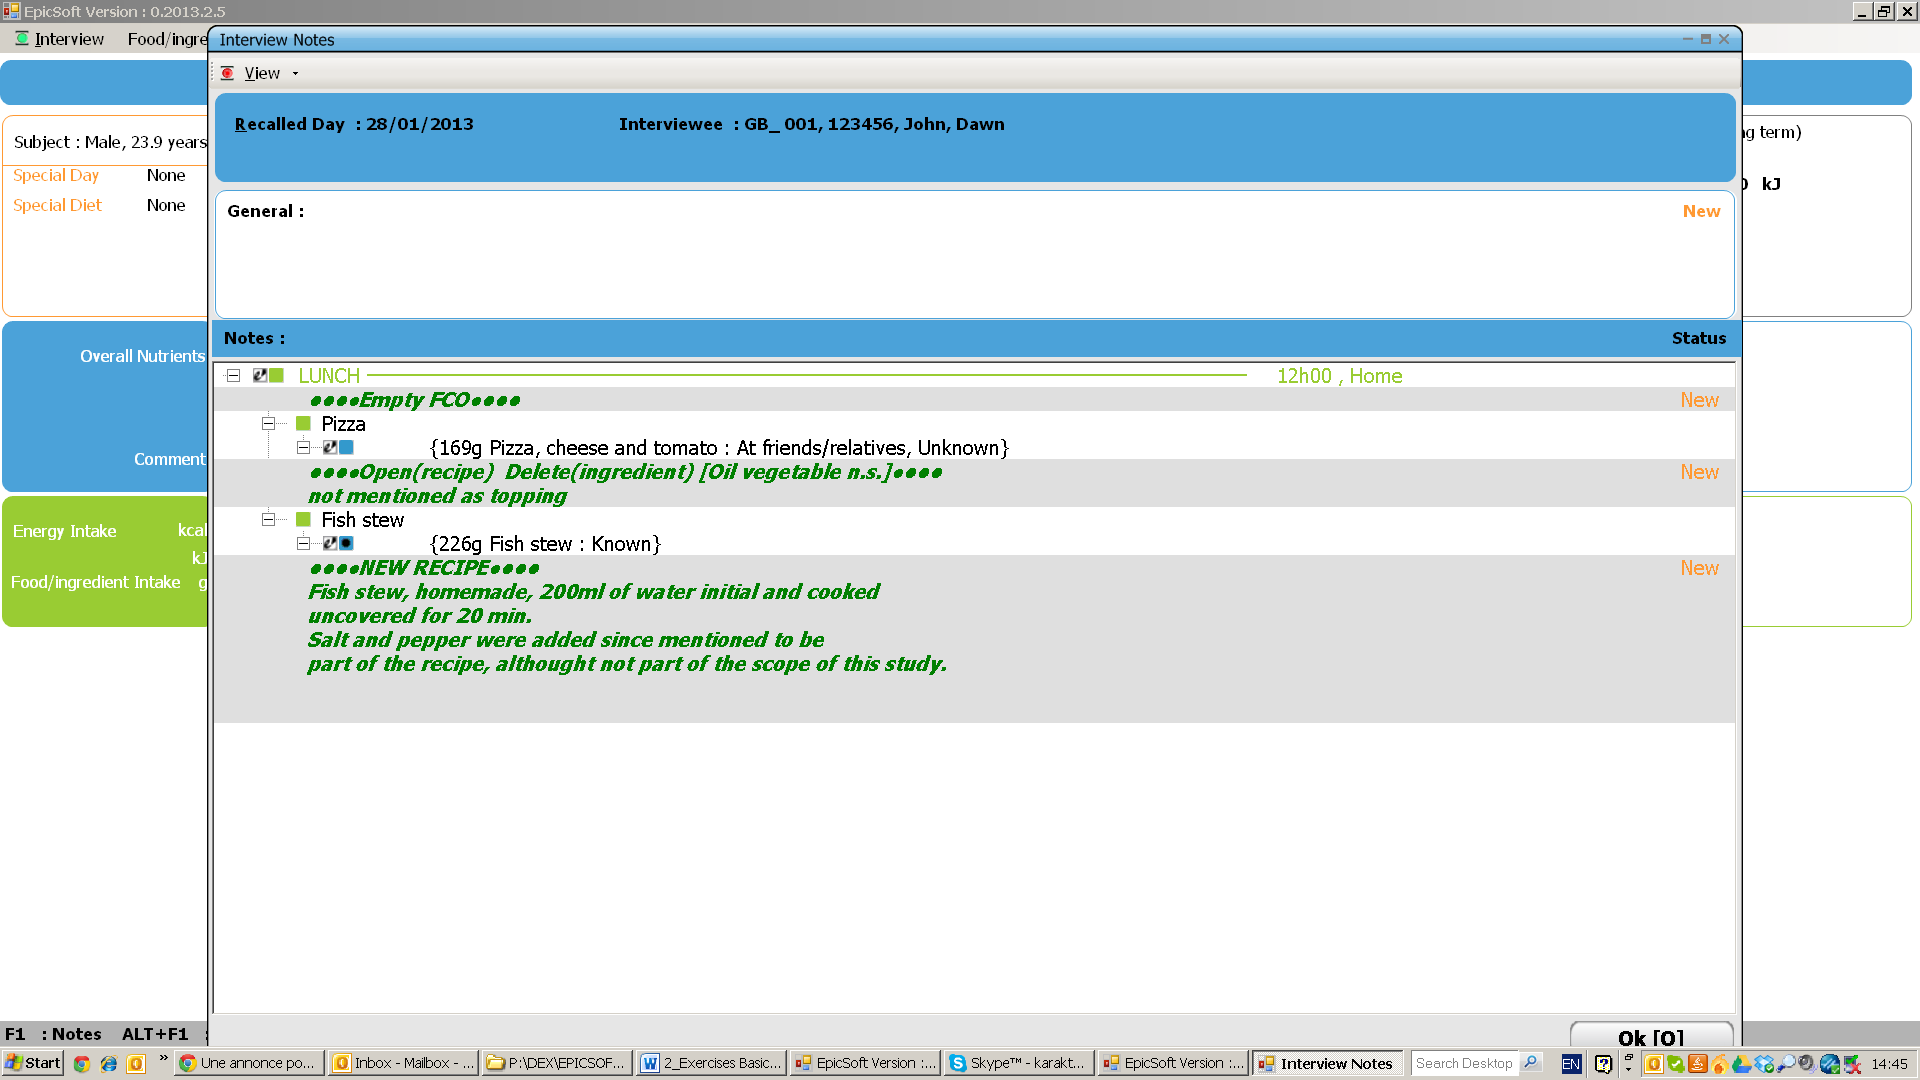 EpicSoft Version : 0.2013.2.5
Interview Food/ingre
Interview Notes
View
Recalled Day : 28/01/2013 Interviewee : GB_ 001, 123456, John, Dawn
Subject : Male, 23.9 years
ng term)
Special Day None
kJ
Special Diet None
General : New
Overall Nutrients
Comment
Energy Intake kcal
kJ
Food/ingredient Intake g
Notes : Status
LUNCH 12h00 , Home
●●●●Empty FCO●●●● New
Pizza
{169g Pizza, cheese and tomato : At friends/relatives, Unknown}
●●●●Open(recipe) Delete(ingredient) [Oil vegetable n.s.]●●●● New
not mentioned as topping
Fish stew
{226g Fish stew : Known}
●●●●NEW RECIPE●●●● New
Fish stew, homemade, 200ml of water initial and cooked
uncovered for 20 min.
Salt and pepper were added since mentioned to be
part of the recipe, althought not part of the scope of this study.
Ok [O]
F1 : Notes ALT+F1 :
Start » Une annonce po... Inbox - Mailbox - ... P:\DEX\EPICSOF... 2_Exercises Basic... EpicSoft Version :... Skype™ - karakt... EpicSoft Version :... Interview Notes Search Desktop EN 14:45